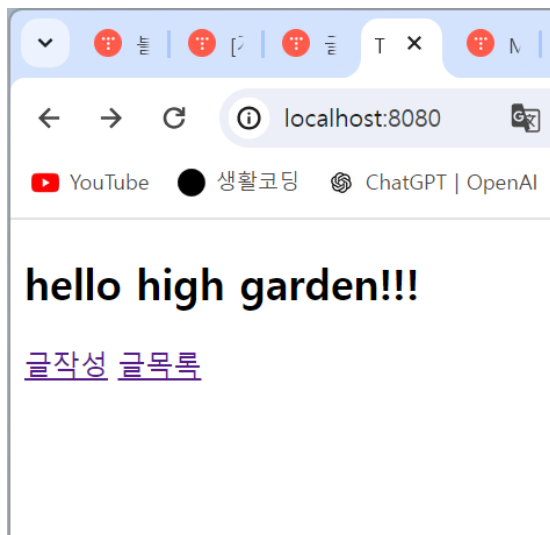 T
localhost:8080
YouTube 생활코딩 ChatGPT | OpenAI
hello high garden!!!
글작성 글목록